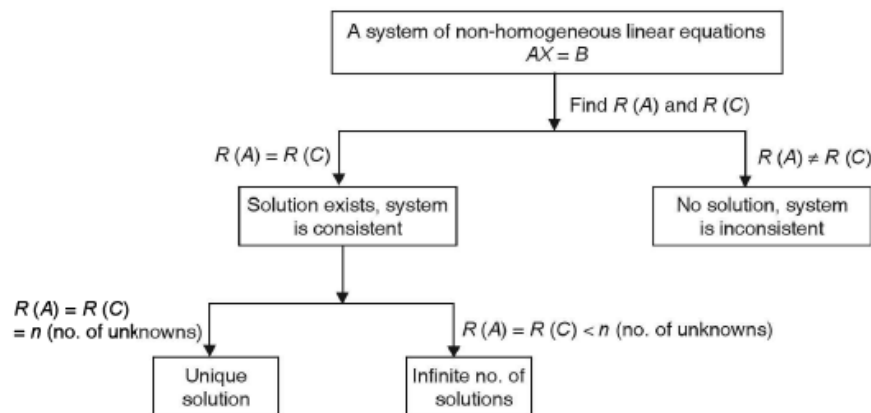 A system of non-homogeneous linear equations
AX = B
Find R (A) and R (C)
R (A) = R (C)
R (A) ≠ R (C)
Solution exists, system
is consistent
No solution, system
is inconsistent
R (A) = R (C)
= n (no. of unknowns)
R (A) = R (C) < n (no. of unknowns)
Unique
solution
Infinite no. of
solutions